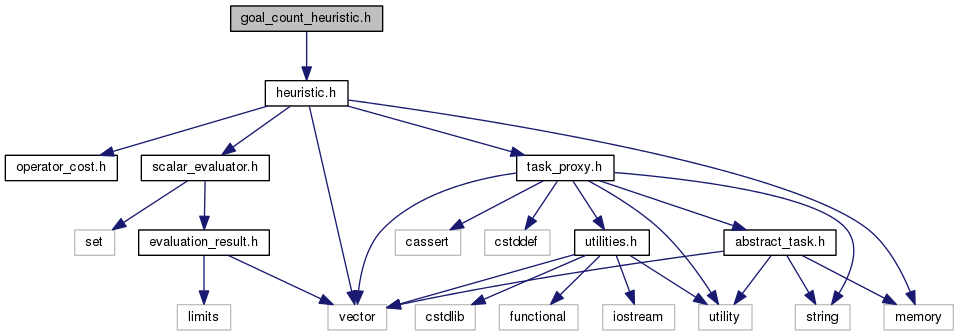 goal_count_heuristic.h
heuristic.h
operator_cost.h
scalar_evaluator.h
task_proxy.h
set
evaluation_result.h
cassert
cstddef
utilities.h
abstract_task.h
limits
vector
cstdlib
functional
iostream
utility
string
memory